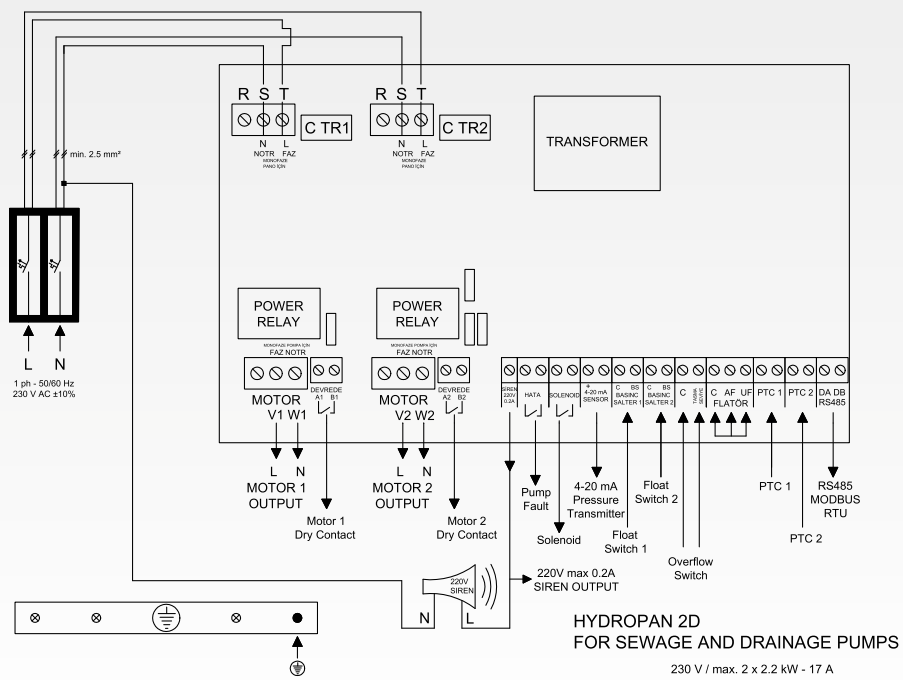 R S T
C TR1
N L
NOTR FAZ
MONOFAZE
PANO İÇİN
R S T
C TR2
N L
NOTR FAZ
MONOFAZE
PANO İÇİN
TRANSFORMER
min. 2.5 mm²
L N
1 ph - 50/60 Hz
230 V AC ±10%
POWER
RELAY
MONOFAZE POMPA İÇİN
FAZ NOTR
MOTOR
V1 W1
DEVREDE
A1 B1
L N
MOTOR 1
OUTPUT
Motor 1
Dry Contact
POWER
RELAY
MONOFAZE POMPA İÇİN
FAZ NOTR
MOTOR
V2 W2
DEVREDE
A2 B2
L N
MOTOR 2
OUTPUT
Motor 2
Dry Contact
SIREN
220V
0.2A
HATA
SOLENOID
+
4-20 mA
SENSOR
C BS
BASINC
SALTER 1
C BS
BASINC
SALTER 2
C
TASMA
SEVIYE
C AF UF
FLATÖR
PTC 1
PTC 2
DA DB
RS485
Pump
Fault
Solenoid
4-20 mA
Pressure
Transmitter
Float
Switch 1
Float
Switch 2
Overflow
Switch
PTC 1
PTC 2
RS485
MODBUS
RTU
220V
SIREN
N L
220V max 0.2A
SIREN OUTPUT
HYDROPAN 2D
FOR SEWAGE AND DRAINAGE PUMPS
230 V / max. 2 x 2.2 kW - 17 A